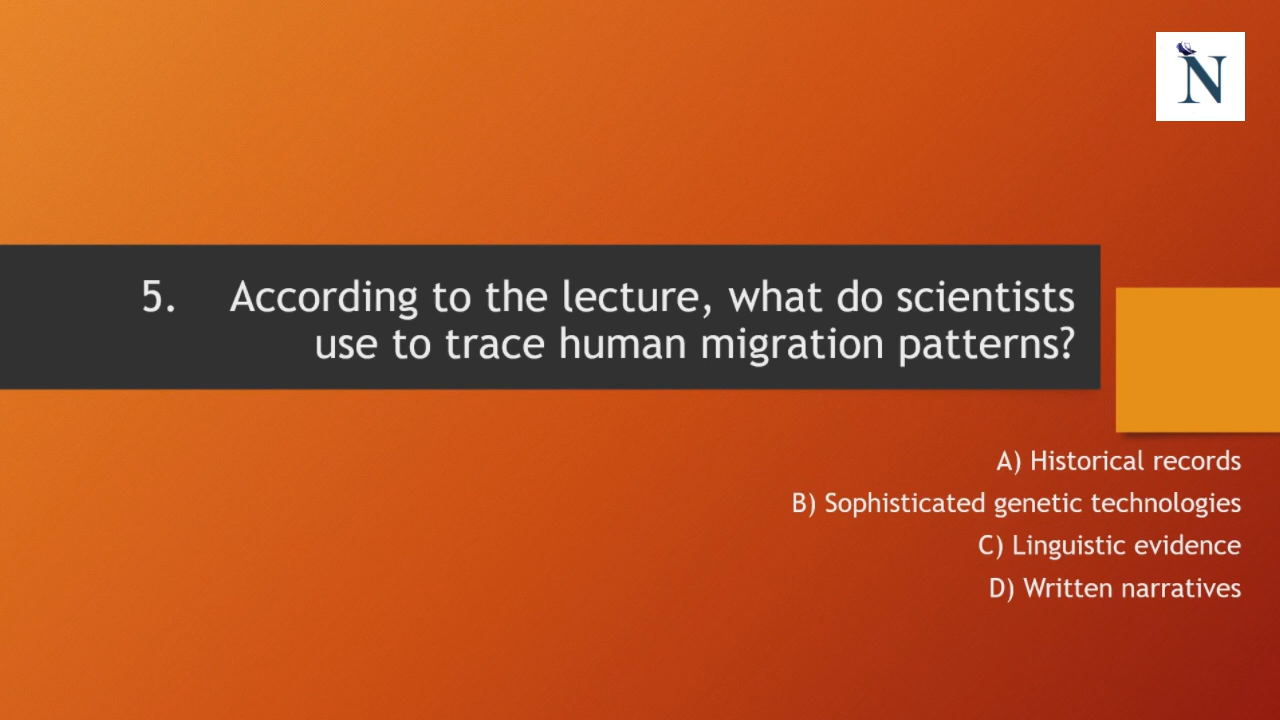 N
5. According to the lecture, what do scientists
use to trace human migration patterns?
A) Historical records
B) Sophisticated genetic technologies
C) Linguistic evidence
D) Written narratives